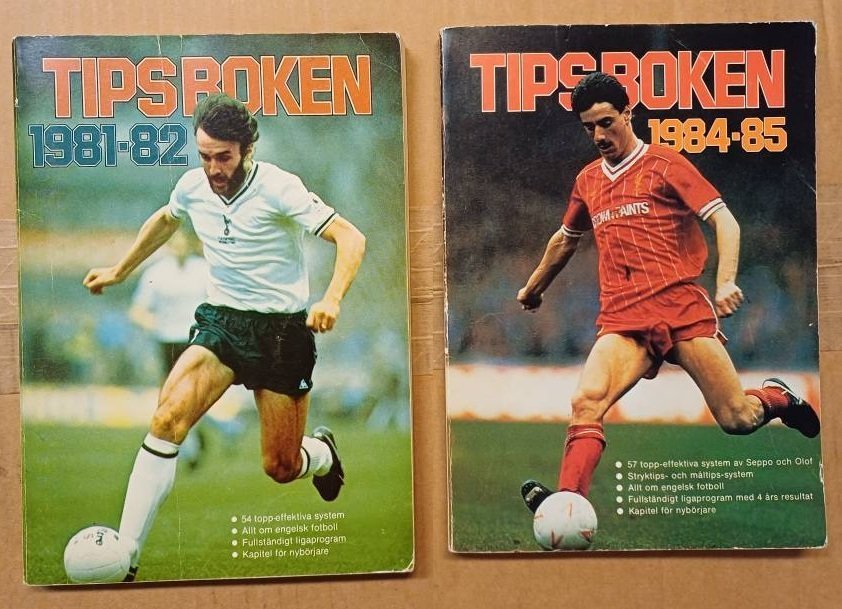 TIPSBOKEN
1981-82
● 54 topp-effektiva system
● Allt om engelsk fotboll
● Fullständigt ligaprogram
● Kapitel för nybörjare
TIPSBOKEN
1984-85
● 57 topp-effektiva system av Seppo och Olof
● Stryktips- och måltips-system
● Allt om engelsk fotboll
● Fullständigt ligaprogram med 4 års resultat
● Kapitel för nybörjare